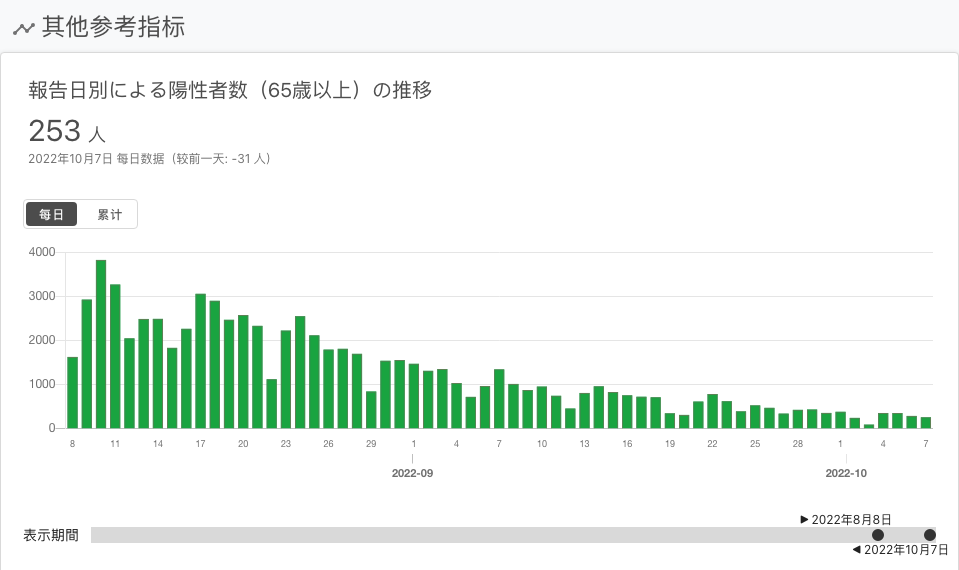 其他参考指标
報告日別による陽性者数（65歳以上）の推移
253 人
2022年10月7日 每日数据（较前一天: -31 人）
每日 累计
4000
3000
2000
1000
0
8 11 14 17 20 23 26 29 1 4 7 10 13 16 19 22 25 28 1 4 7
2022-09 2022-10
2022年8月8日
表示期間
2022年10月7日